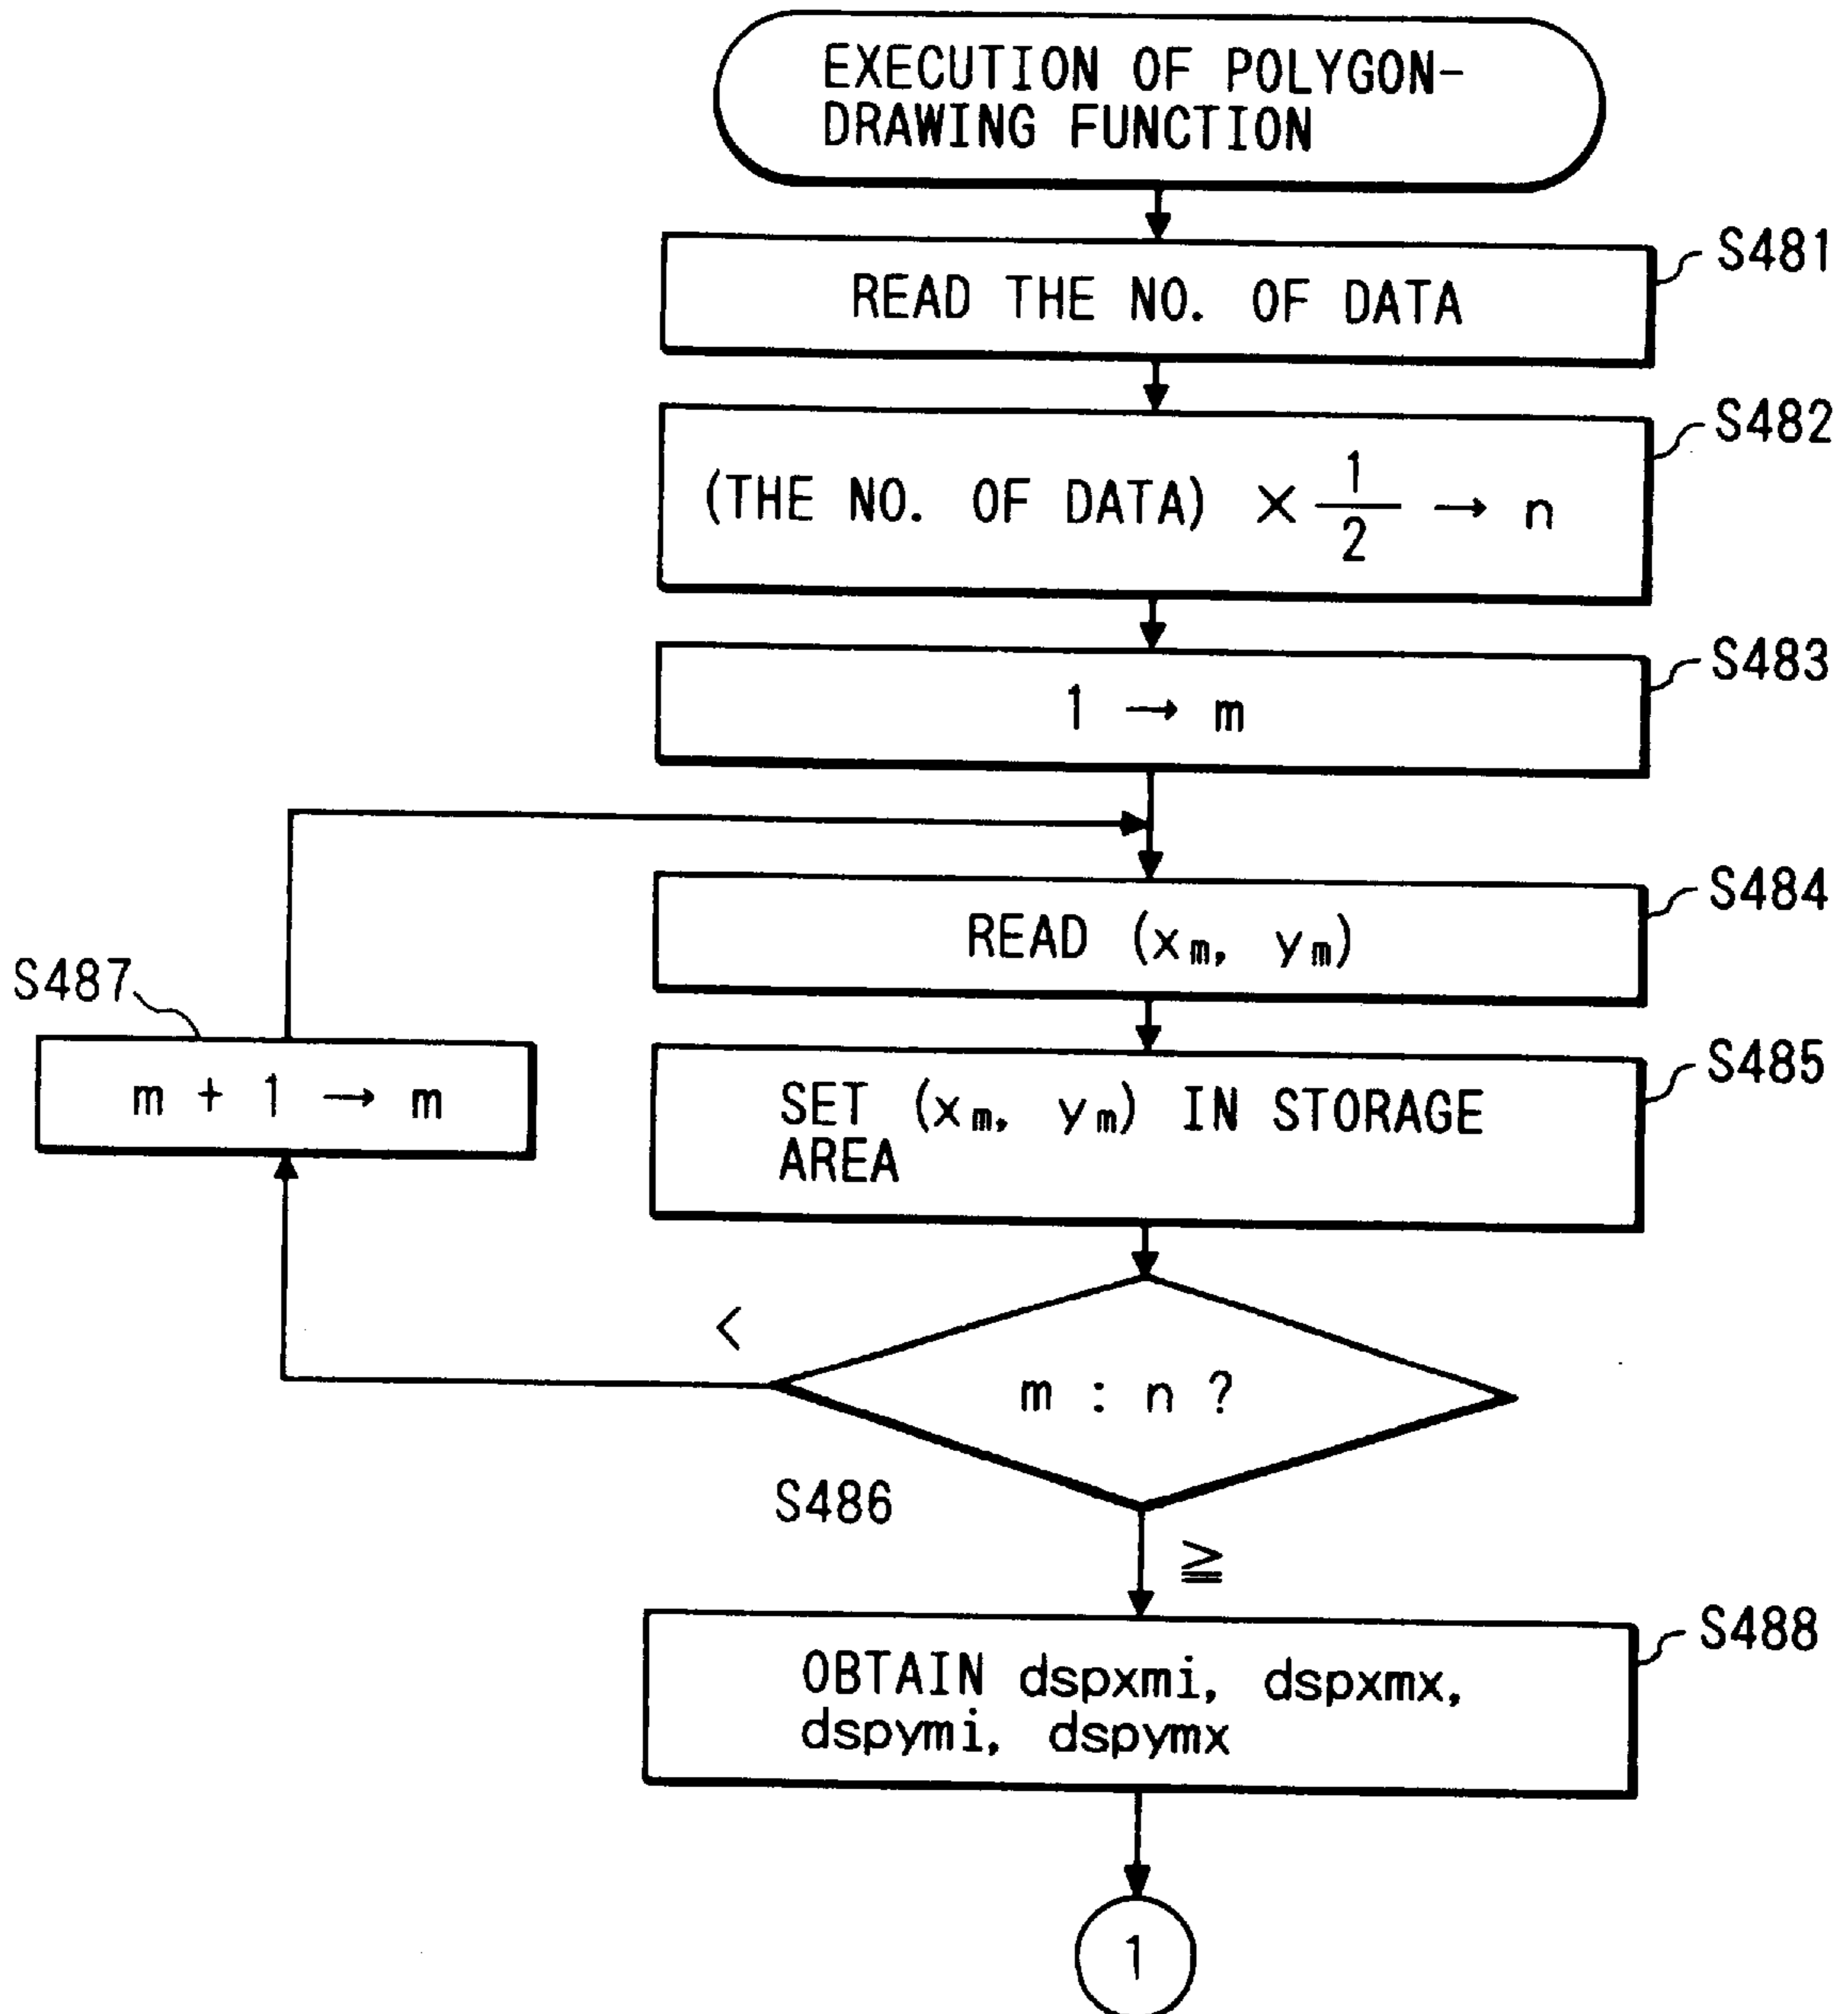 EXECUTION OF POLYGON-
DRAWING FUNCTION
S481
READ THE NO. OF DATA
S482
(THE NO. OF DATA) × 1/2 → n
S483
1 → m
S484
READ (xm, ym)
S487
m + 1 → m
S485
SET (xm, ym) IN STORAGE
AREA
<
m : n ?
S486
≧
S488
OBTAIN dspxmi, dspxmx,
dspymi, dspymx
1